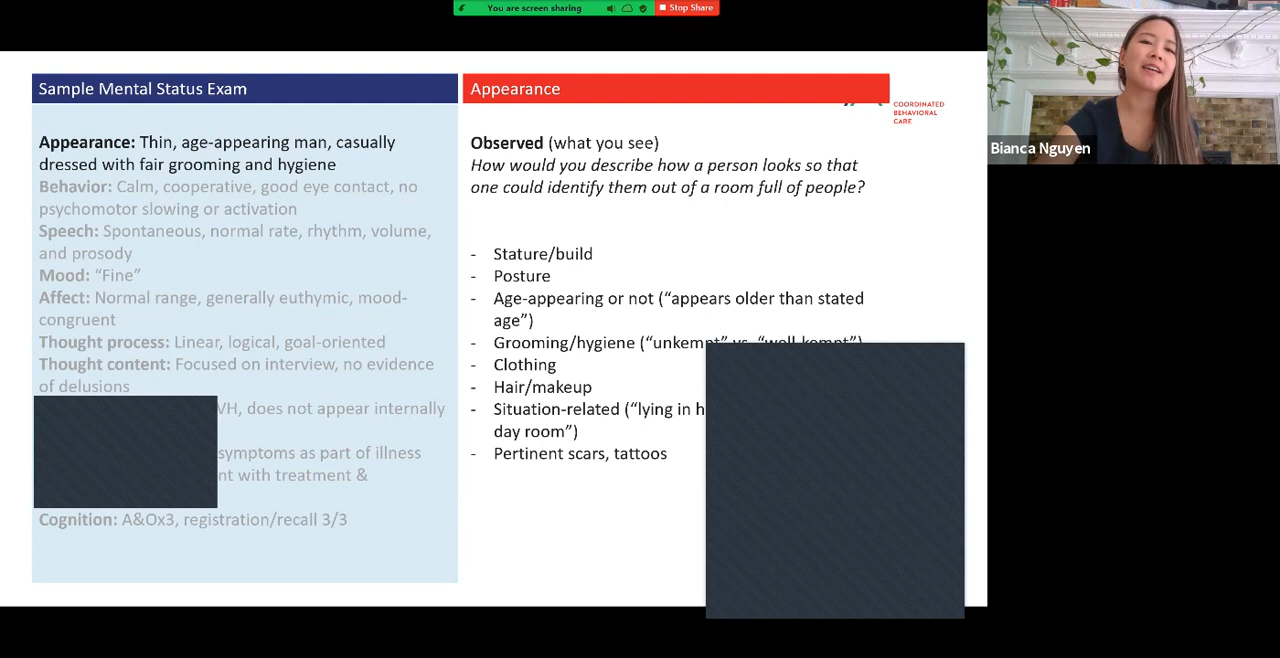 You are screen sharing
Stop Share
Sample Mental Status Exam
Appearance: Thin, age-appearing man, casually
dressed with fair grooming and hygiene
Behavior: Calm, cooperative, good eye contact, no
psychomotor slowing or activation
Speech: Spontaneous, normal rate, rhythm, volume,
and prosody
Mood: “Fine”
Affect: Normal range, generally euthymic, mood-
congruent
Thought process: Linear, logical, goal-oriented
Thought content: Focused on interview, no evidence
of delusions
VH, does not appear internally
symptoms as part of illness
with treatment &
Cognition: A&Ox3, registration/recall 3/3
Appearance
COORDINATED
BEHAVIORAL
CARE
Observed (what you see)
How would you describe how a person looks so that
one could identify them out of a room full of people?
- Stature/build
- Posture
- Age-appearing or not (“appears older than stated
age”)
- Grooming/hygiene (“unkempt” vs. “well-kempt”)
- Clothing
- Hair/makeup
- Situation-related (“lying in
day room”)
- Pertinent scars, tattoos
Bianca Nguyen